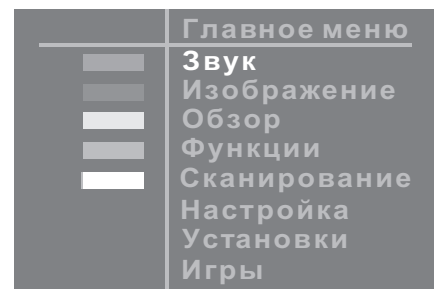 Главное меню
Звук
Изображение
Обзор
Функции
Сканирование
Настройка
Установки
Игры